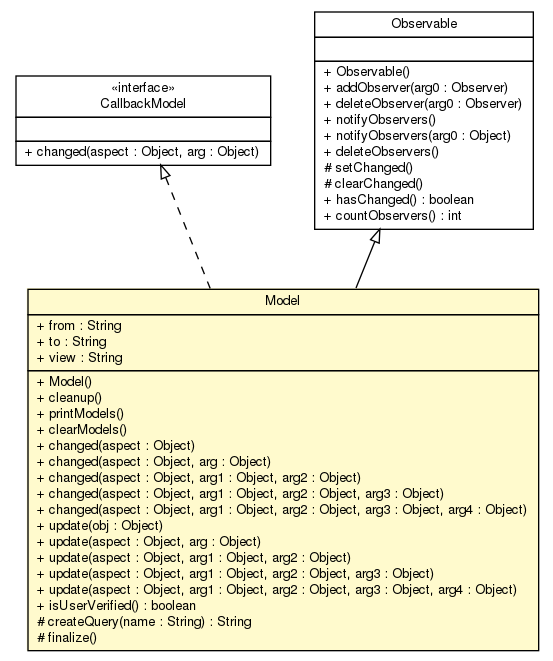 Observable
+ Observable()
+ addObserver(arg0 : Observer)
+ deleteObserver(arg0 : Observer)
+ notifyObservers()
+ notifyObservers(arg0 : Object)
+ deleteObservers()
# setChanged()
# clearChanged()
+ hasChanged() : boolean
+ countObservers() : int
«interface»
CallbackModel
+ changed(aspect : Object, arg : Object)
Model
+ from : String
+ to : String
+ view : String
+ Model()
+ cleanup()
+ printModels()
+ clearModels()
+ changed(aspect : Object)
+ changed(aspect : Object, arg : Object)
+ changed(aspect : Object, arg1 : Object, arg2 : Object)
+ changed(aspect : Object, arg1 : Object, arg2 : Object, arg3 : Object)
+ changed(aspect : Object, arg1 : Object, arg2 : Object, arg3 : Object, arg4 : Object)
+ update(obj : Object)
+ update(aspect : Object, arg : Object)
+ update(aspect : Object, arg1 : Object, arg2 : Object)
+ update(aspect : Object, arg1 : Object, arg2 : Object, arg3 : Object)
+ update(aspect : Object, arg1 : Object, arg2 : Object, arg3 : Object, arg4 : Object)
+ isUserVerified() : boolean
# createQuery(name : String) : String
# finalize()